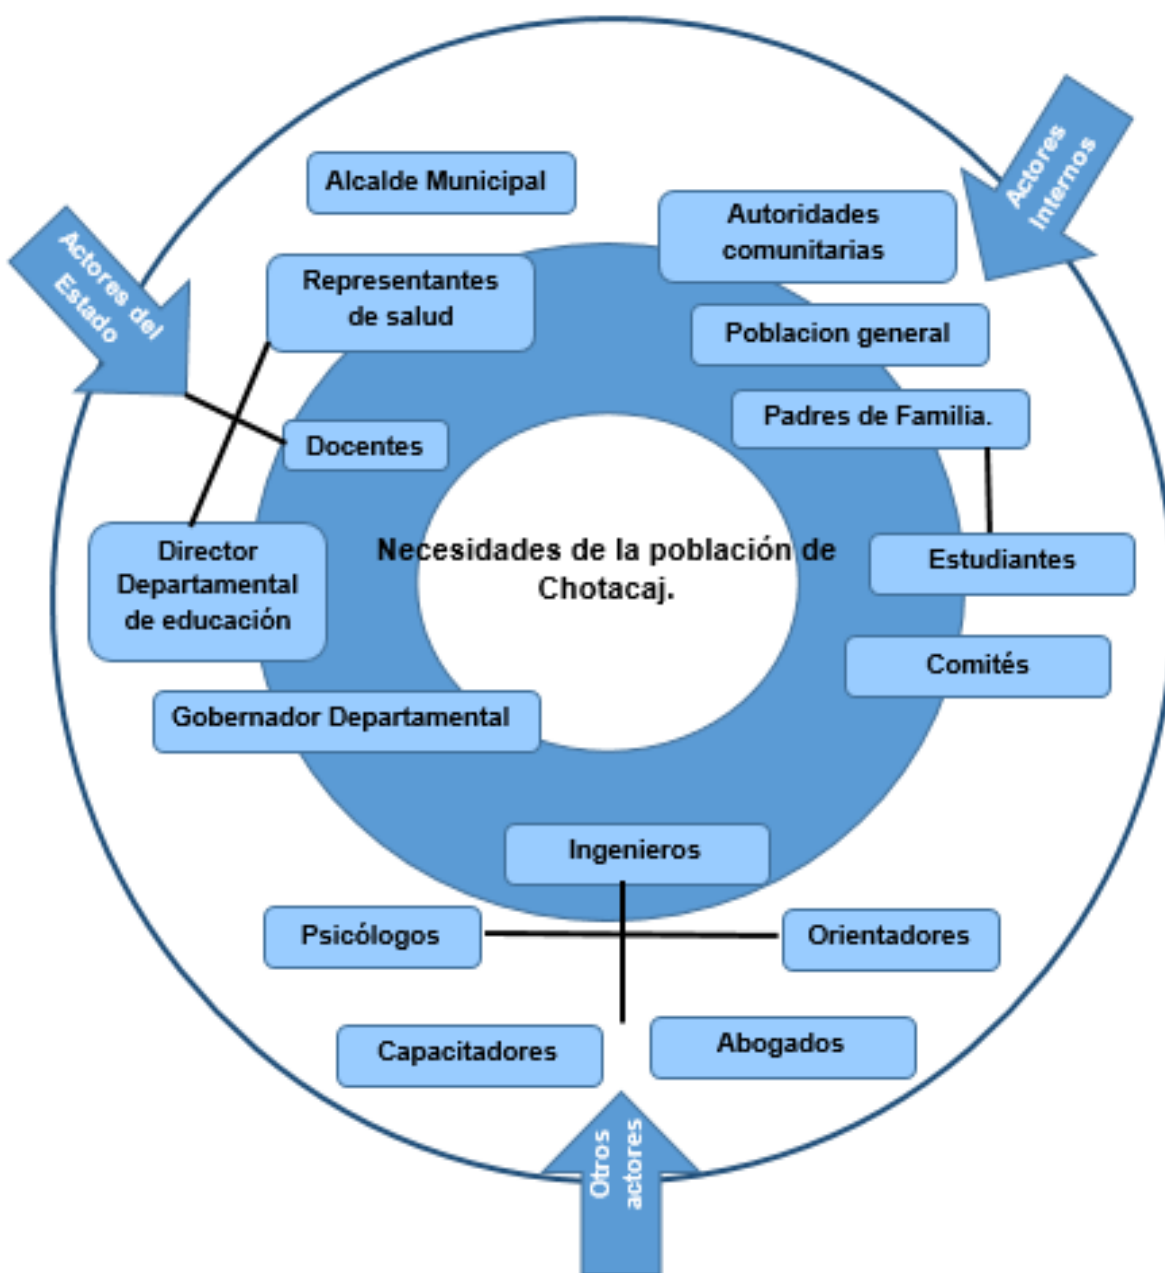 Alcalde Municipal
Actores
Internos
Autoridades
comunitarias
Actores del
Estado
Representantes
de salud
Poblacion general
Padres de Familia.
Docentes
Necesidades de la población de
Chotacaj.
Director
Departamental
de educación
Estudiantes
Comités
Gobernador Departamental
Ingenieros
Psicólogos
Orientadores
Capacitadores
Abogados
Otros
actores